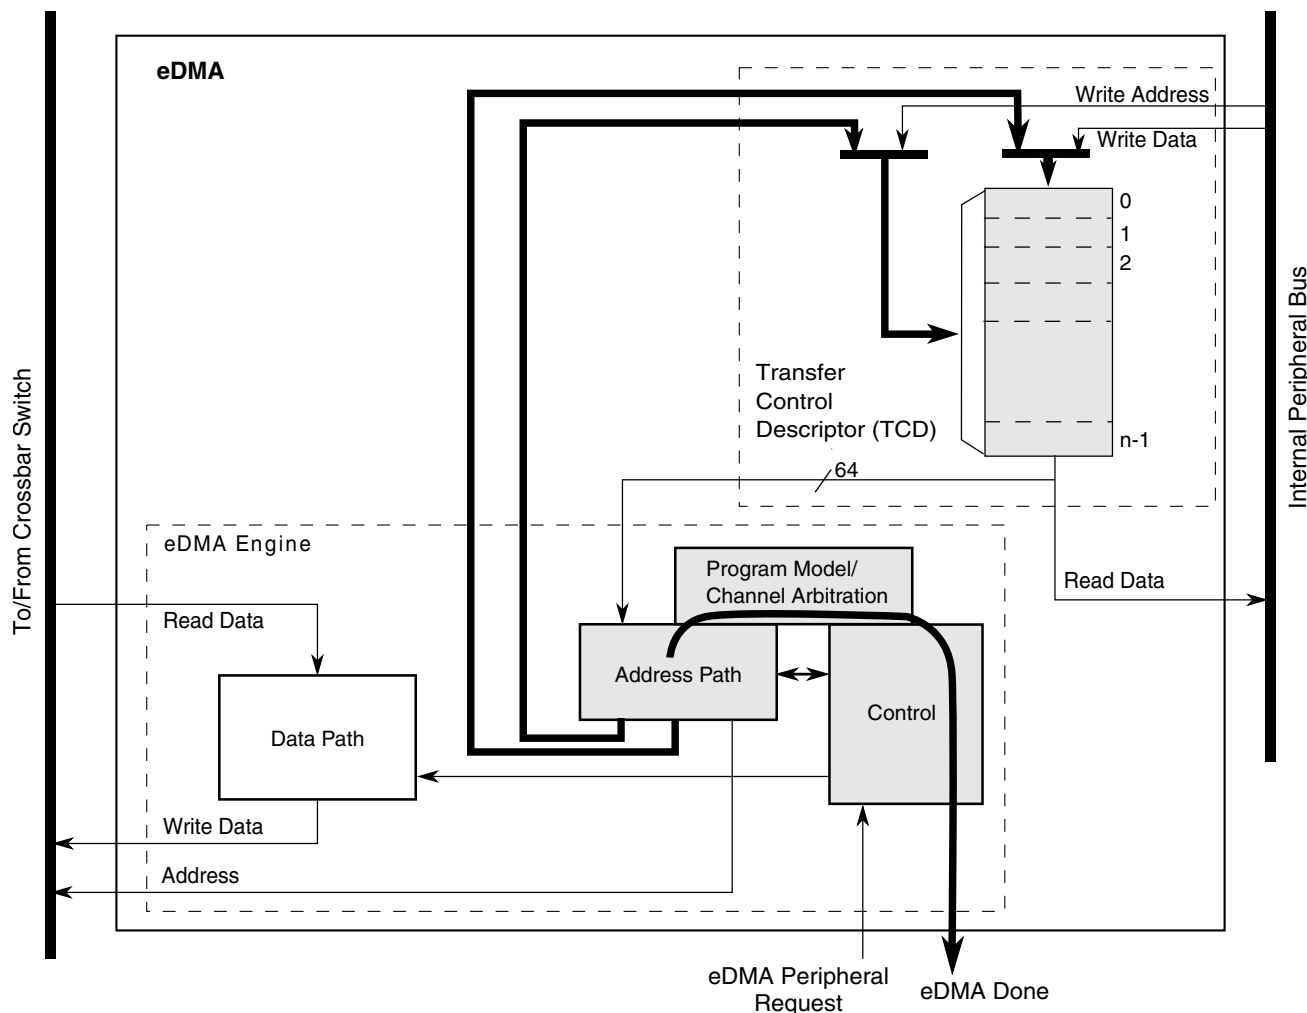 eDMA
Write Address
Write Data
0
1
2
n-1
Transfer
Control
Descriptor (TCD)
64
To/From Crossbar Switch
Internal Peripheral Bus
eDMA Engine
Program Model/
Channel Arbitration
Read Data
Read Data
Address Path
Control
Data Path
Write Data
Address
eDMA Peripheral
Request
eDMA Done